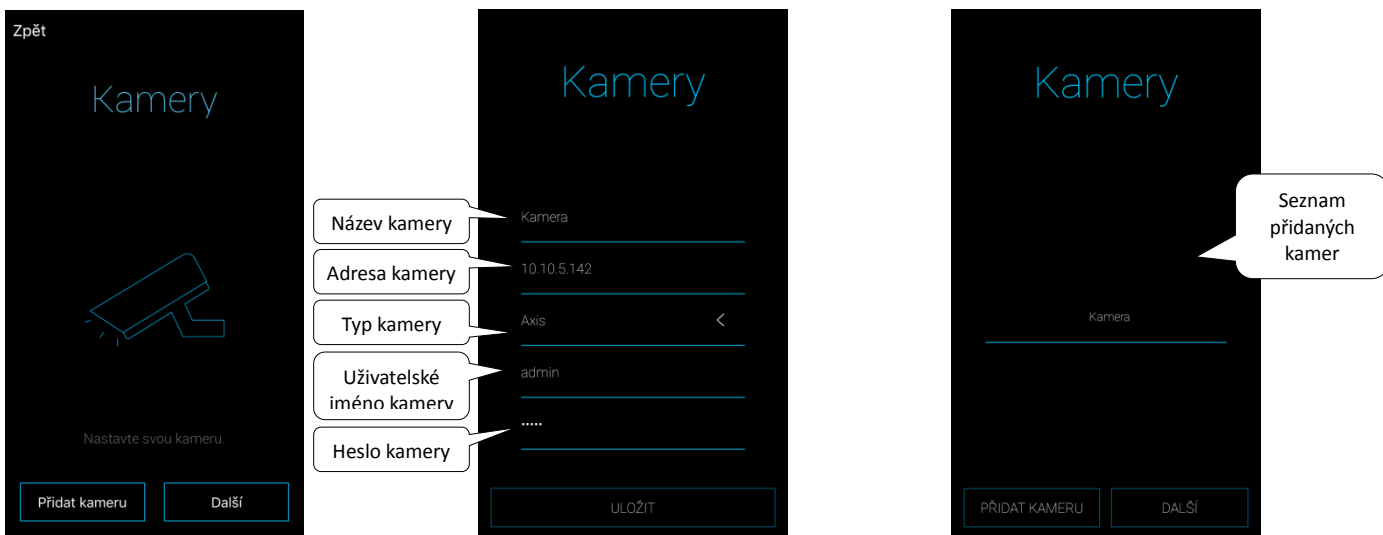 Zpět
Kamery
Nastavte svou kameru.
Přidat kameru
Další
Název kamery
Adresa kamery
Typ kamery
Uživatelské
jméno kamery
Heslo kamery
Kamery
Kamera
10.10.5.142
Axis
<
admin
•••••
ULOŽIT
Kamery
Kamera
PŘIDAT KAMERU
DALŠÍ
Seznam
přidaných
kamer